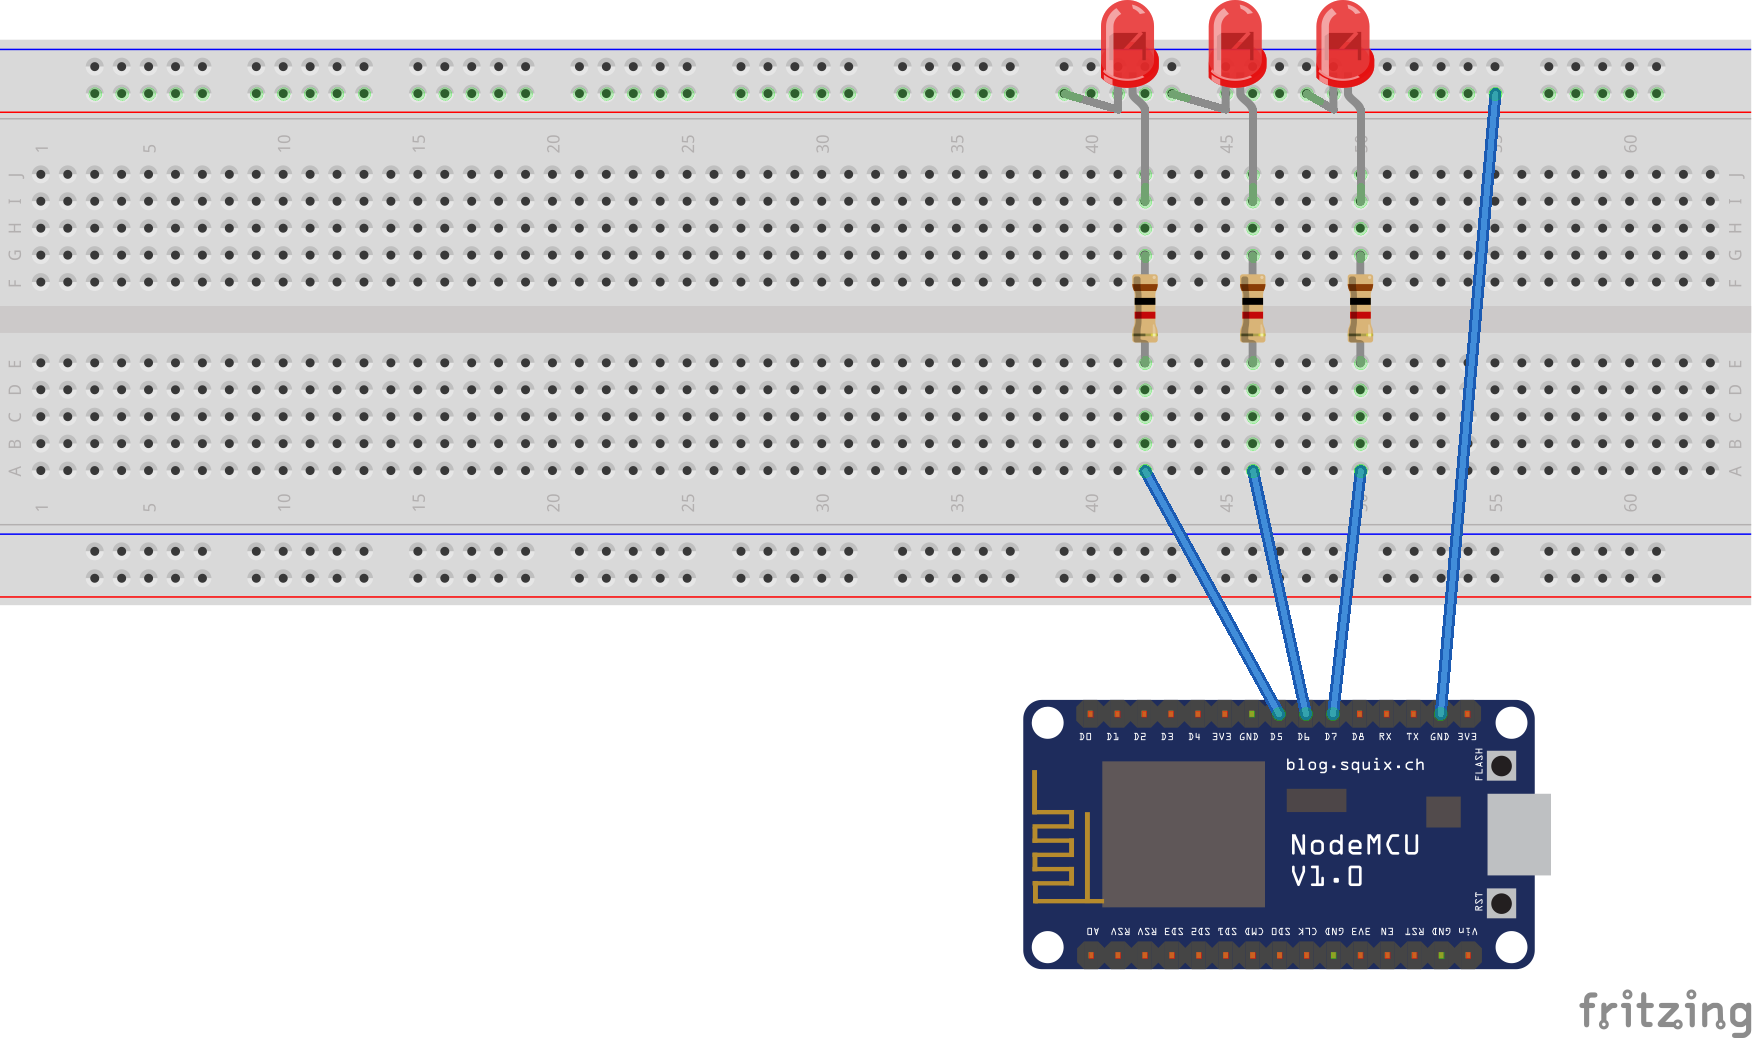 1 5 10 15 20 25 30 35 40 45 50 55 60
J J
I I
H H
G G
F F
E E
D D
C C
B B
A A
1 5 10 15 20 25 30 35 40 45 50 55 60
D0 D1 D2 D3 D4 3V3 GND D5 D6 D7 D8 RX TX GND 3V3
FLASH
blog.squix.ch
NodeMCU
V1.0
RST
A0 RSV RSV SD3 SD2 SD1 CMD SD0 CLK GND 3V3 EN RST GND Vin
fritzing